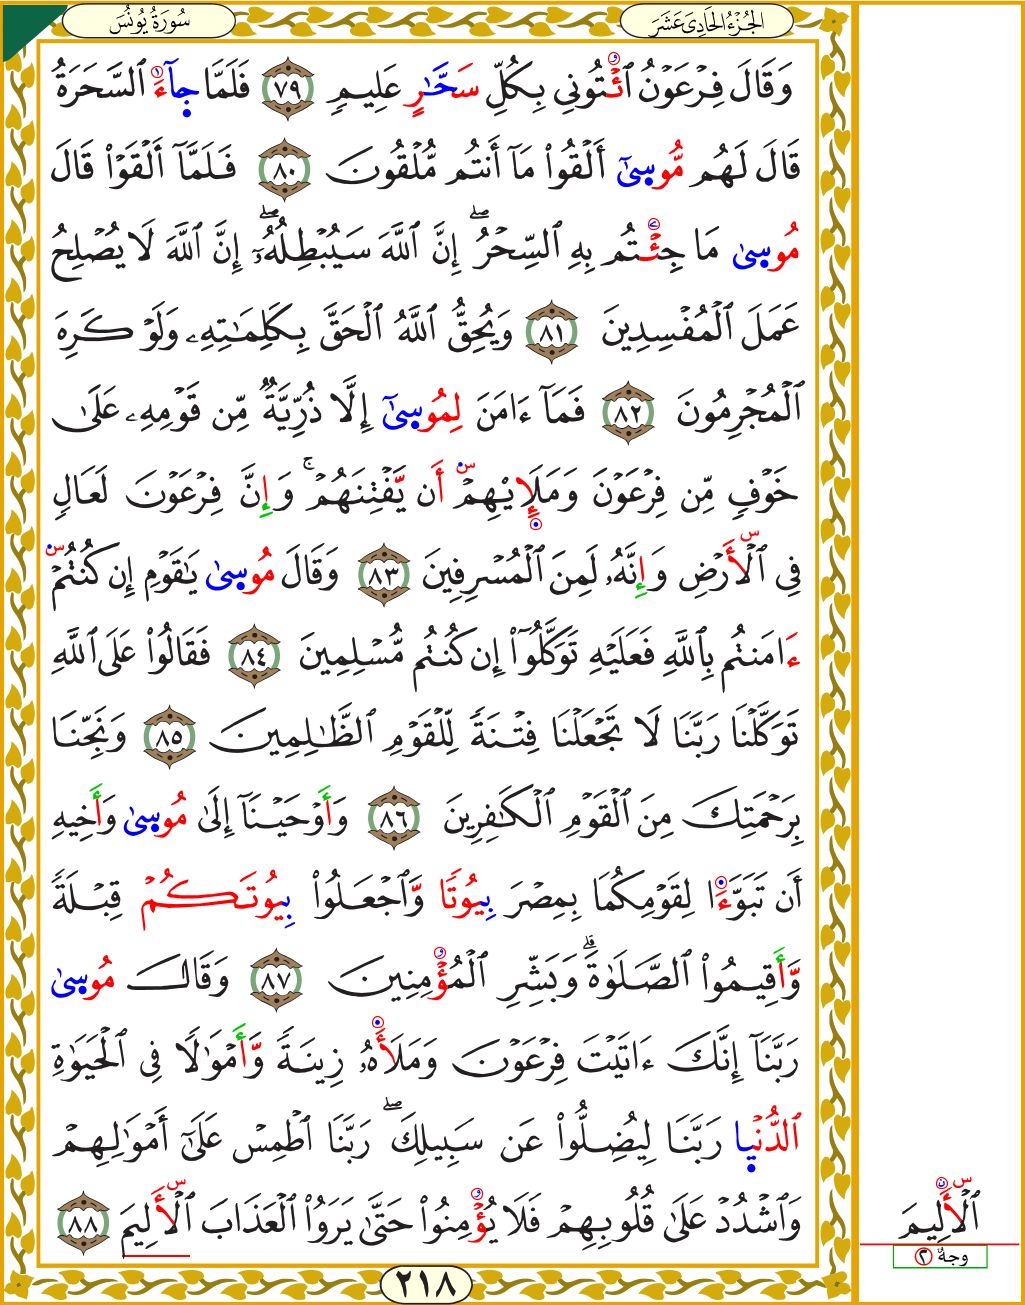 الجُزْءُ الحَادِيَ عَشَرَ
سُورَةُ يُونُسَ
وَقَالَ فِرْعَوْنُ ٱئْتُونِي بِكُلِّ سَحَّٰرٍ عَلِيمٖ ٧٩ فَلَمَّا جَآءَ ٱلسَّحَرَةُ
قَالَ لَهُم مُّوسَىٰٓ أَلْقُوا۟ مَآ أَنتُم مُّلْقُونَ ٨٠ فَلَمَّآ أَلْقَوْا۟ قَالَ
مُوسَىٰ مَا جِئْتُم بِهِ ٱلسِّحْرُۖ إِنَّ ٱللَّهَ سَيُبْطِلُهُۥٓۖ إِنَّ ٱللَّهَ لَا يُصْلِحُ
عَمَلَ ٱلْمُفْسِدِينَ ٨١ وَيُحِقُّ ٱللَّهُ ٱلْحَقَّ بِكَلِمَٰتِهِۦ وَلَوْ كَرِهَ
ٱلْمُجْرِمُونَ ٨٢ فَمَآ ءَامَنَ لِمُوسَىٰٓ إِلَّا ذُرِّيَّةٞ مِّن قَوْمِهِۦ عَلَىٰ
خَوْفٖ مِّن فِرْعَوْنَ وَمَلَإِي۟هِمْ أَن يَفْتِنَهُمْۚ وَإِنَّ فِرْعَوْنَ لَعَالٖ
فِي ٱلْأَرْضِ وَإِنَّهُۥ لَمِنَ ٱلْمُسْرِفِينَ ٨٣ وَقَالَ مُوسَىٰ يَٰقَوْمِ إِن كُنتُمْ
ءَامَنتُم بِٱللَّهِ فَعَلَيْهِ تَوَكَّلُوٓا۟ إِن كُنتُم مُّسْلِمِينَ ٨٤ فَقَالُوا۟ عَلَى ٱللَّهِ
تَوَكَّلْنَا رَبَّنَا لَا تَجْعَلْنَا فِتْنَةٗ لِّلْقَوْمِ ٱلظَّٰلِمِينَ ٨٥ وَنَجِّنَا
بِرَحْمَتِكَ مِنَ ٱلْقَوْمِ ٱلْكَٰفِرِينَ ٨٦ وَأَوْحَيْنَآ إِلَىٰ مُوسَىٰ وَأَخِيهِ
أَن تَبَوَّءَا لِقَوْمِكُمَا بِمِصْرَ بِيُوتٗا وَٱجْعَلُوا۟ بِيُوتَكُمْ قِبْلَةٗ
وَأَقِيمُوا۟ ٱلصَّلَوٰةَۗ وَبَشِّرِ ٱلْمُؤْمِنِينَ ٨٧ وَقَالَ مُوسَىٰ
رَبَّنَآ إِنَّكَ ءَاتَيْتَ فِرْعَوْنَ وَمَلَأَهُۥ زِينَةٗ وَأَمْوَٰلٗا فِي ٱلْحَيَوٰةِ
ٱلدُّنْيَا رَبَّنَا لِيُضِلُّوا۟ عَن سَبِيلِكَۖ رَبَّنَا ٱطْمِسْ عَلَىٰٓ أَمْوَٰلِهِمْ
وَٱشْدُدْ عَلَىٰ قُلُوبِهِمْ فَلَا يُؤْمِنُوا۟ حَتَّىٰ يَرَوُا۟ ٱلْعَذَابَ ٱلْأَلِيمَ ٨٨
ٱلْأَلِيمَ
وجهٌ ٢
٢١٨